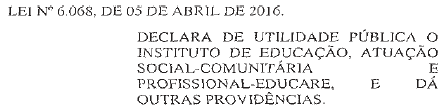 LEI Nº 6.068, DE 05 DE ABRIL DE 2016.
DECLARA DE UTILIDADE PÚBLICA O
INSTITUTO DE EDUCAÇÃO, ATUAÇÃO
SOCIAL-COMUNITÁRIA E
PROFISSIONAL-EDUCARE, E DÁ
OUTRAS PROVIDÊNCIAS.